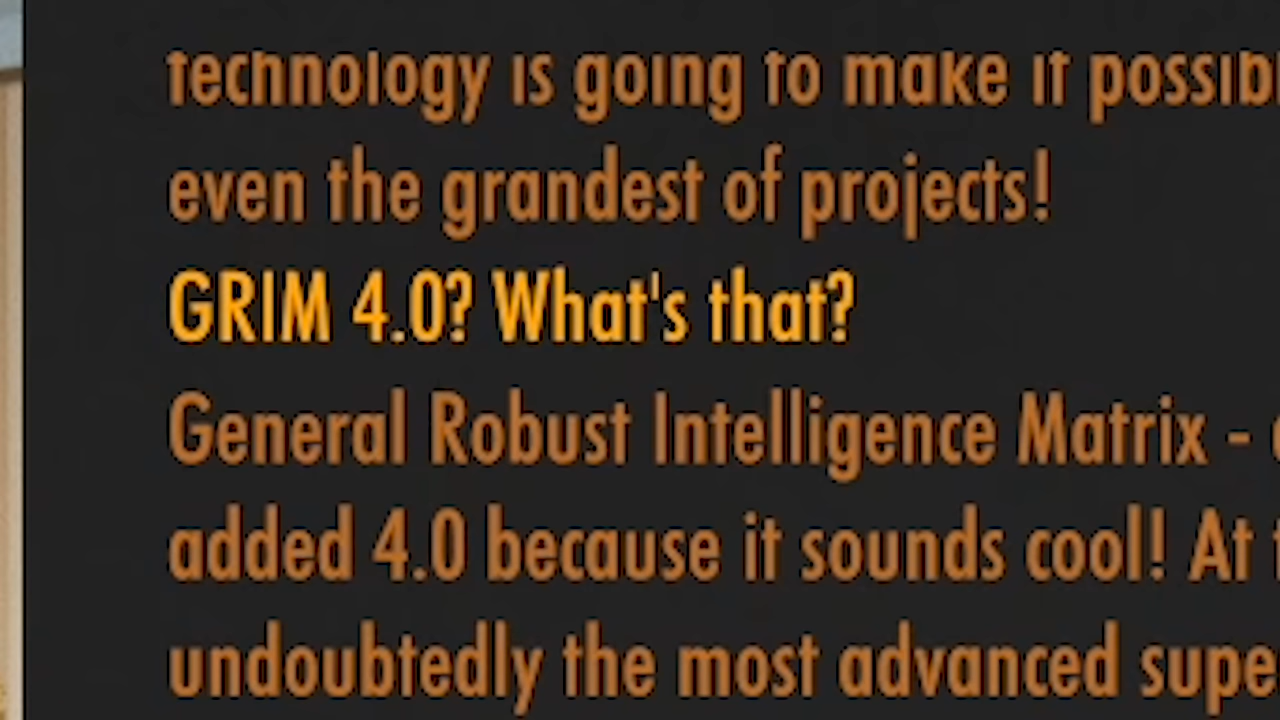 technology is going to make it
even the grandest of projects!
GRIM 4.0? What's that?
General Robust Intelligence Matrix -
added 4.0 because it sounds cool! At
undoubtedly the most advanced